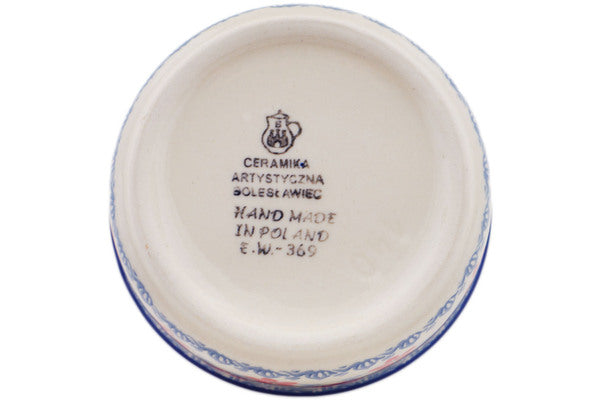 CERAMIKA
ARTYSTYCZNA
BOLESŁAWIEC
HAND MADE
IN POLAND
E.W.-369